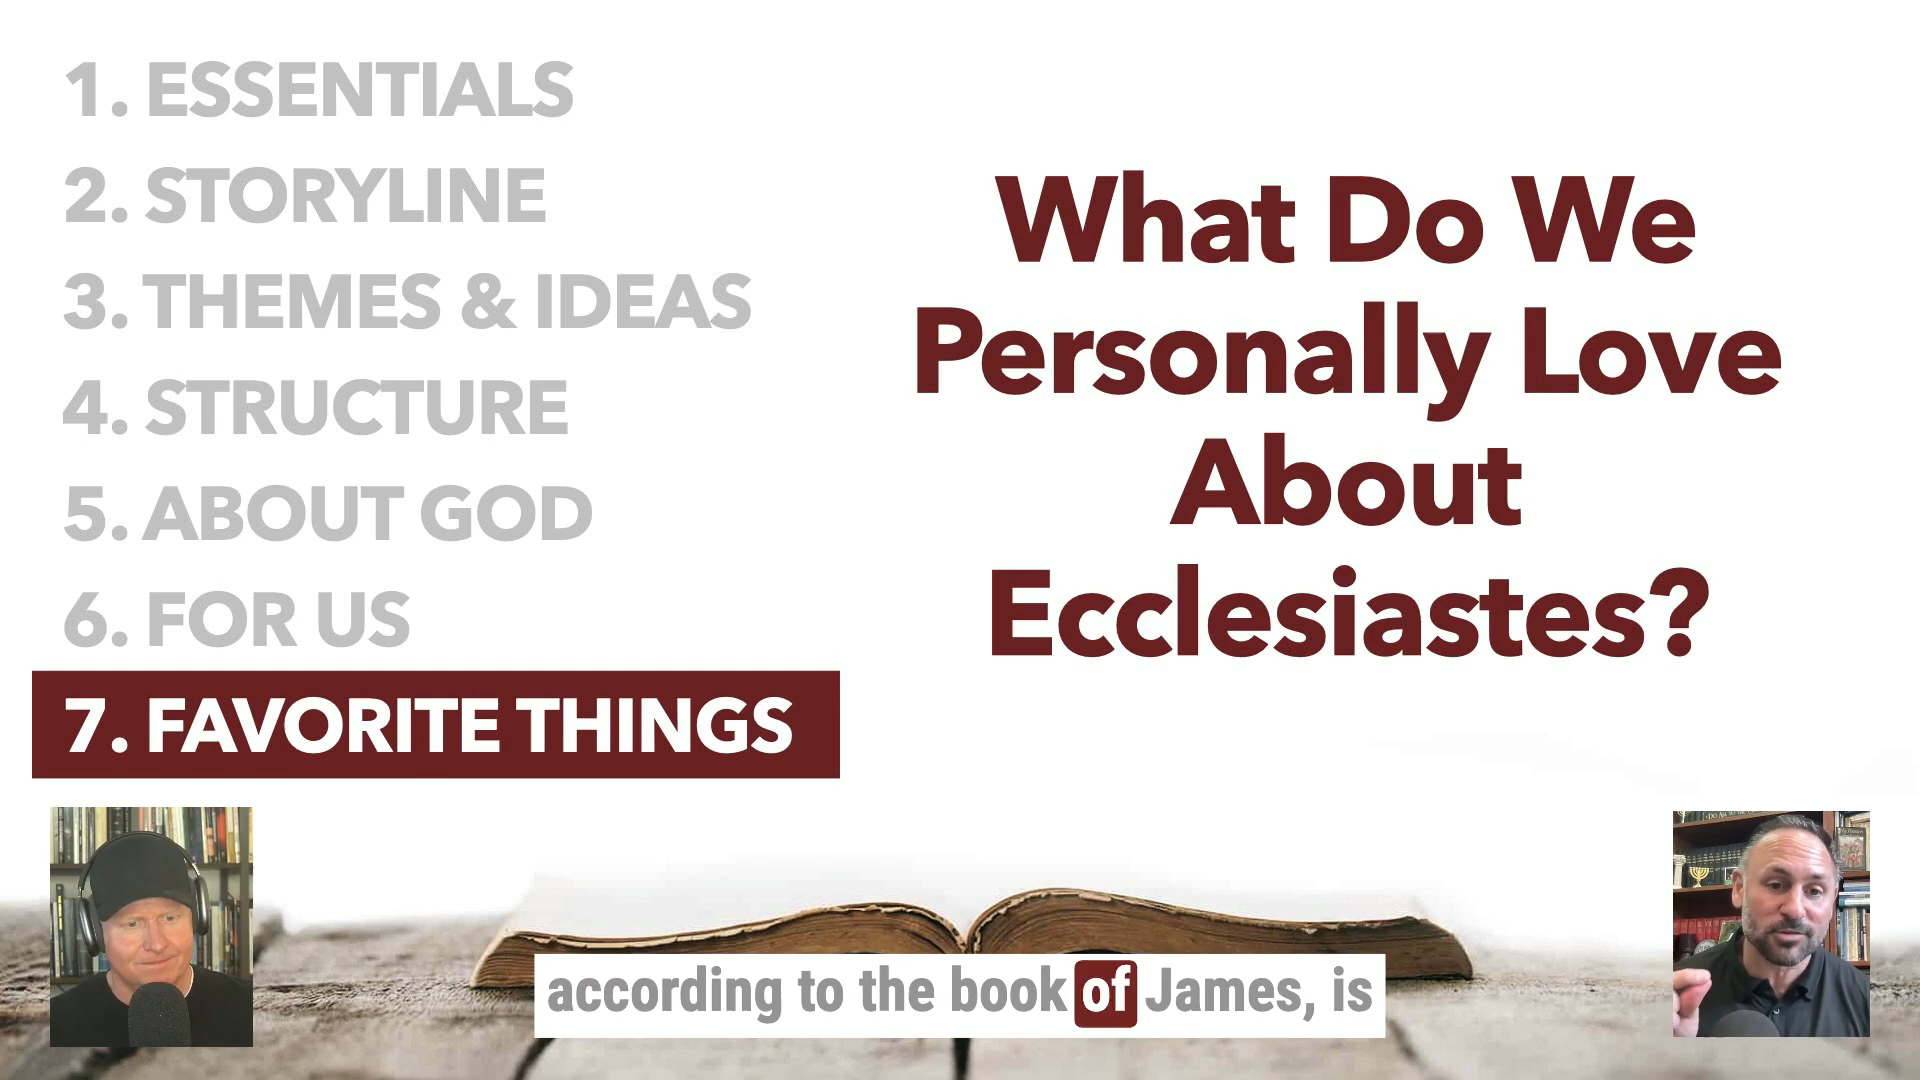 1. ESSENTIALS
2. STORYLINE
3. THEMES & IDEAS
4. STRUCTURE
5. ABOUT GOD
6. FOR US
7. FAVORITE THINGS
What Do We
Personally Love
About
Ecclesiastes?
according to the book of James, is